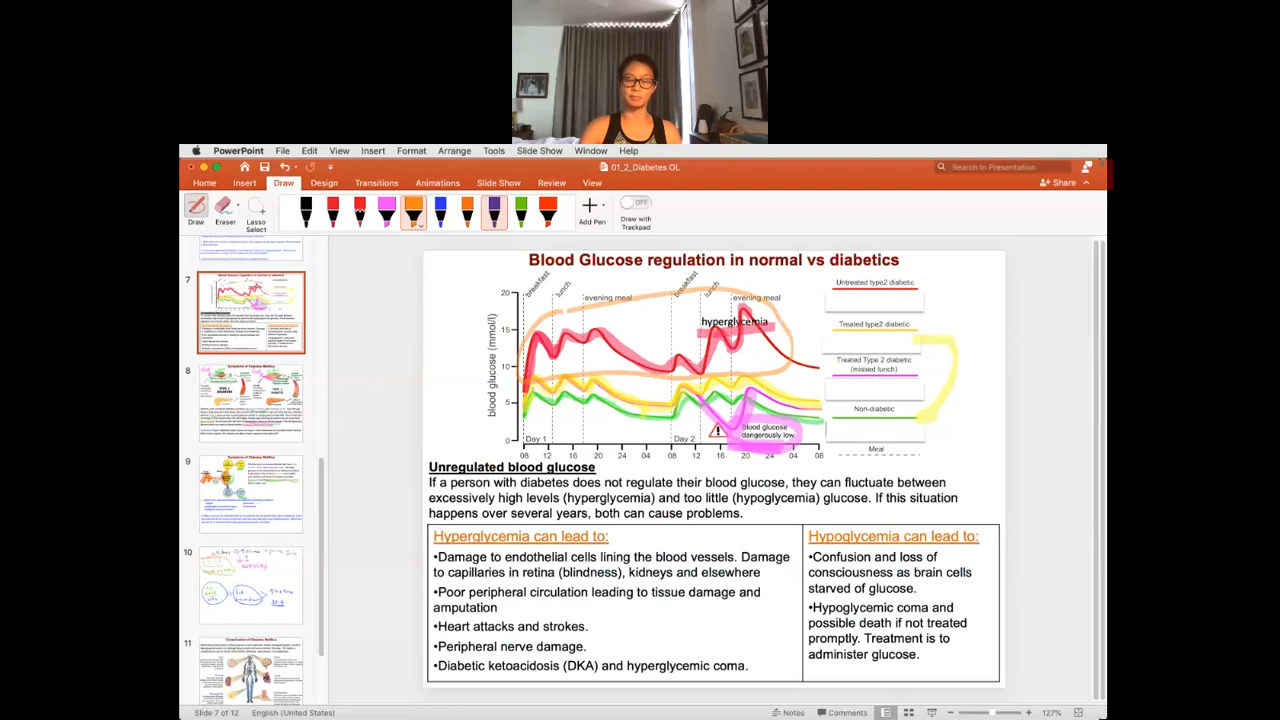 PowerPoint File Edit View Insert Format Arrange Tools Slide Show Window Help
01_2_Diabetes OL
Search In Presentation
Home Insert Draw Design Transitions Animations Slide Show Review View
Share
Draw Eraser Lasso Select Add Pen Draw with Trackpad
OFF
7
8
10
11
Blood Glucose regulation in normal vs diabetics
breakfast lunch evening meal breakfast evening meal
Untreated type2 diabetic
Treated type2 diabetic
Treated Type 2 diabetic
(missed lunch)
Non-diabetic
Meal
blood glucose (mmol/l)
20
15
10
5
0
hyperglycemia
!
Blood glucose
dangerously low.
Day 1 Day 2
08 12 16 20 24 04 08 12 16 20 24 04 08
Unregulated blood glucose
If a person with diabetes does not regulate their blood glucose, they can fluctuate between
excessively high levels (hyperglycemia) and too little (hypoglycemia) glucose. If this situation
happens over several years, both can cause problems.
Hyperglycemia can lead to:
•Damage to endothelial cells lining blood vessels. Damage
to capillaries in retina (blindness), kidneys and elsewhere
•Poor peripheral circulation leading to tissue damage and
amputation
•Heart attacks and strokes.
•Peripheral nerve damage.
•Diabetic ketoacidosis (DKA) and hyperglycemic coma.
Hypoglycemia can lead to:
•Confusion and loss of
consciousness as brain cells
starved of glucose.
•Hypoglycemic coma and
possible death if not treated
promptly. Treatment is to
administer glucose.
Slide 7 of 12 English (United States)
Notes Comments 127%